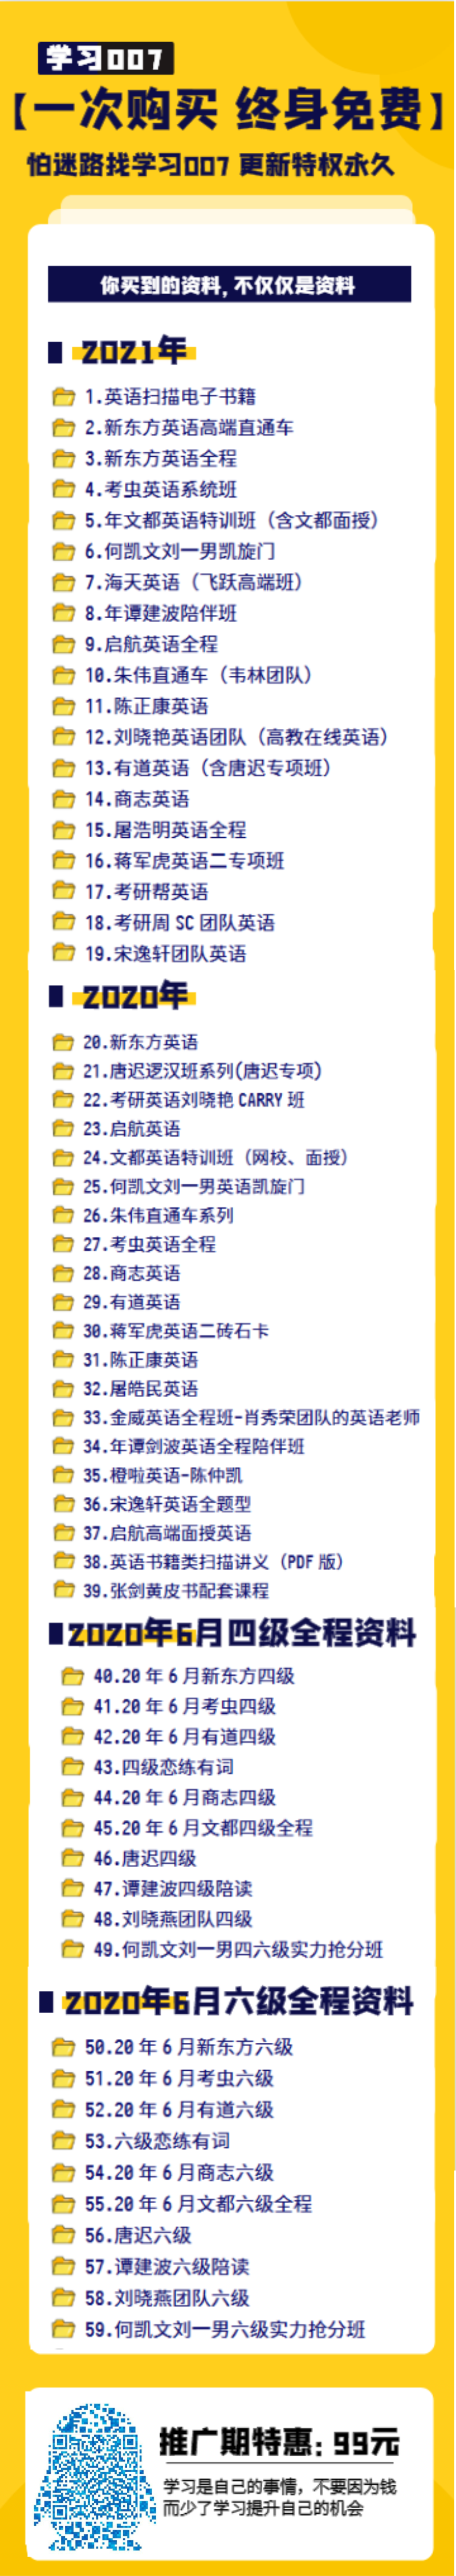 学习007
【一次购买 终身免费】
怕迷路找学习007 更新特权永久
你买到的资料, 不仅仅是资料
2021年
1.英语扫描电子书籍
2.新东方英语高端直通车
3.新东方英语全程
4.考虫英语系统班
5.年文都英语特训班（含文都面授）
6.何凯文刘一男凯旋门
7.海天英语（飞跃高端班）
8.年谭建波陪伴班
9.启航英语全程
10.朱伟直通车（韦林团队）
11.陈正康英语
12.刘晓艳英语团队（高教在线英语）
13.有道英语（含唐迟专项班）
14.商志英语
15.屠浩明英语全程
16.蒋军虎英语二专项班
17.考研帮英语
18.考研周 SC 团队英语
19.宋逸轩团队英语
2020年
20.新东方英语
21.唐迟逻汉班系列(唐迟专项)
22.考研英语刘晓艳 CARRY 班
23.启航英语
24.文都英语特训班（网校、面授）
25.何凯文刘一男英语凯旋门
26.朱伟直通车系列
27.考虫英语全程
28.商志英语
29.有道英语
30.蒋军虎英语二砖石卡
31.陈正康英语
32.屠皓民英语
33.金威英语全程班-肖秀荣团队的英语老师
34.年谭剑波英语全程陪伴班
35.橙啦英语-陈仲凯
36.宋逸轩英语全题型
37.启航高端面授英语
38.英语书籍类扫描讲义（PDF 版）
39.张剑黄皮书配套课程
2020年6月四级全程资料
40.20 年 6 月新东方四级
41.20 年 6 月考虫四级
42.20 年 6 月有道四级
43.四级恋练有词
44.20 年 6 月商志四级
45.20 年 6 月文都四级全程
46.唐迟四级
47.谭建波四级陪读
48.刘晓燕团队四级
49.何凯文刘一男四六级实力抢分班
2020年6月六级全程资料
50.20 年 6 月新东方六级
51.20 年 6 月考虫六级
52.20 年 6 月有道六级
53.六级恋练有词
54.20 年 6 月商志六级
55.20 年 6 月文都六级全程
56.唐迟六级
57.谭建波六级陪读
58.刘晓燕团队六级
59.何凯文刘一男六级实力抢分班
推广期特惠: 99元
学习是自己的事情, 不要因为钱
而少了学习提升自己的机会